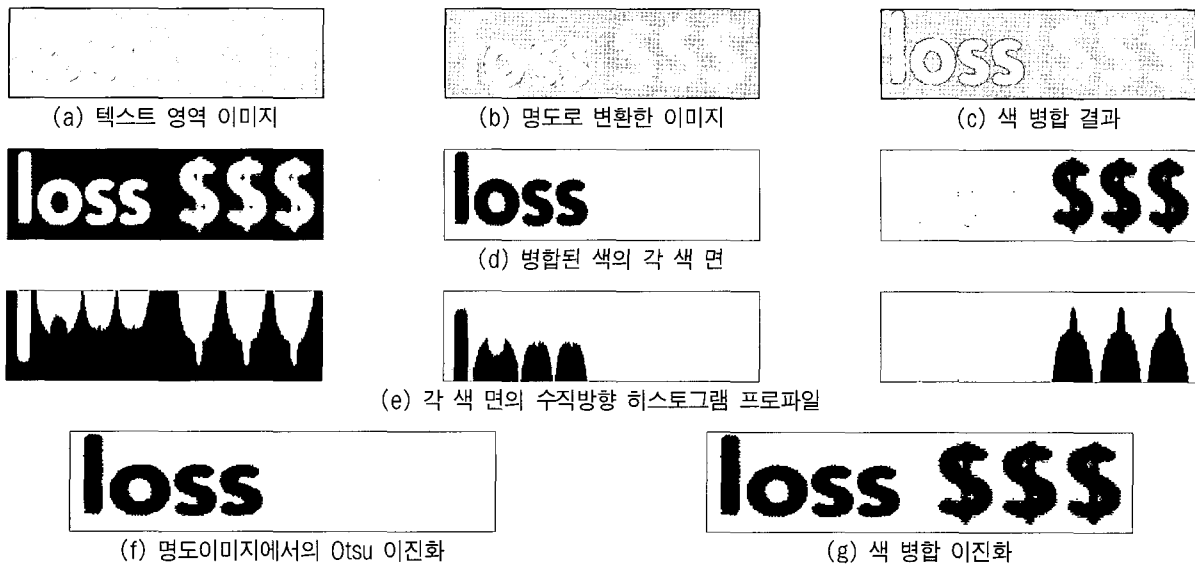 loss $$$
loss $$$
(a) 텍스트 영역 이미지
(b) 명도로 변환한 이미지
(c) 색 병합 결과
loss $$$
loss
$$$
(d) 병합된 색의 각 색 면
(e) 각 색 면의 수직방향 히스토그램 프로파일
loss
loss $$$
(f) 명도이미지에서의 Otsu 이진화
(g) 색 병합 이진화